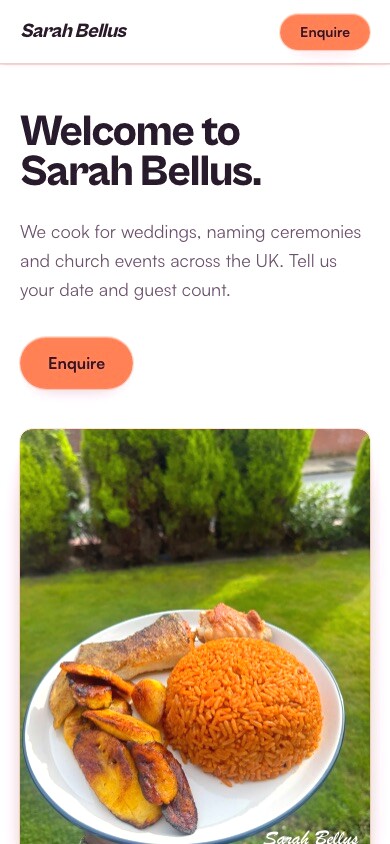 Sarah Bellus
Enquire
Welcome to
Sarah Bellus.
We cook for weddings, naming ceremonies
and church events across the UK. Tell us
your date and guest count.
Enquire
Sarah Bellus